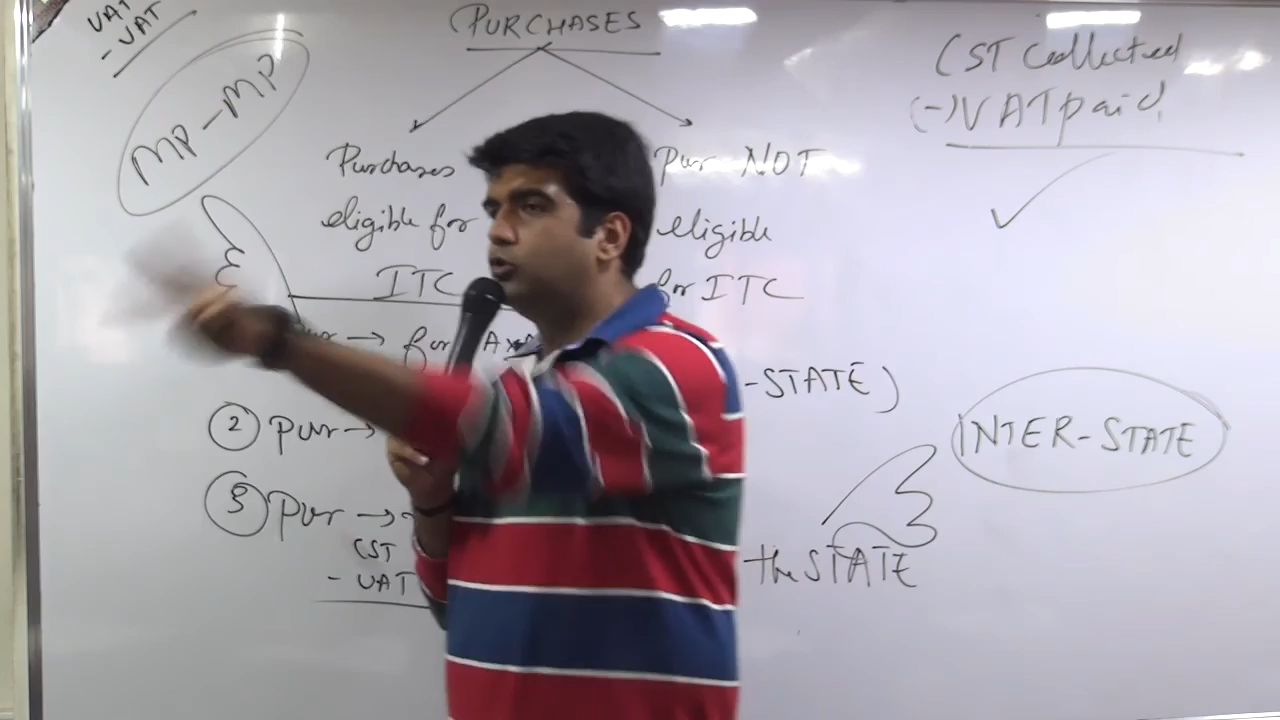 VAT
- VAT
MP-MP
PURCHASES
CST Collected
(-)VAT paid
Purchases
eligible for
ITC
pur NOT
eligible
for ITC
→ for
-STATE)
② Pur→
INTER-STATE
③ Pur→
CST
- VAT
the STATE